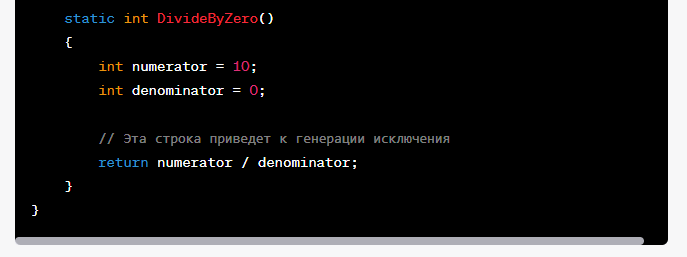 static int DivideByZero()
{
int numerator = 10;
int denominator = 0;
// Эта строка приведет к генерации исключения
return numerator / denominator;
}
}